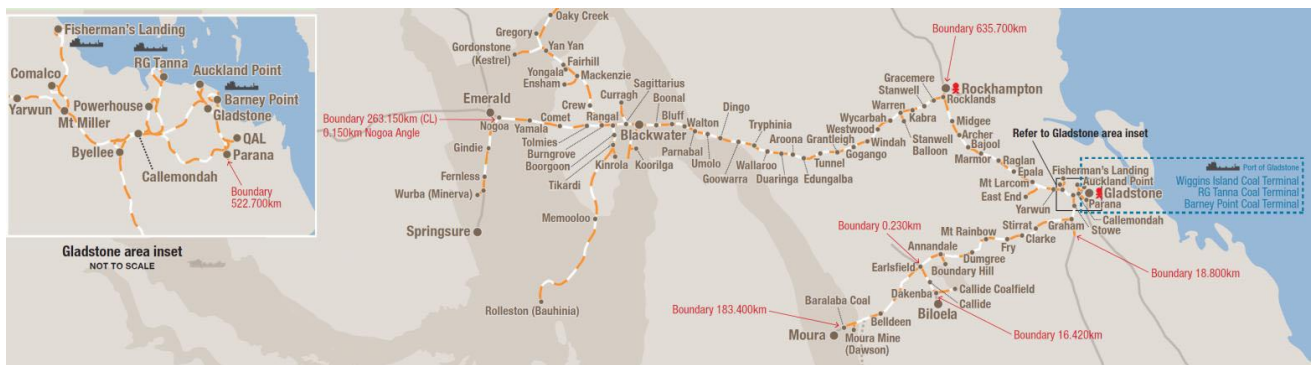 Fisherman's Landing
RG Tanna
Auckland Point
Comalco
Barney Point
Yarwun
Powerhouse
Gladstone
Mt Miller
QAL
Byellee
Parana
Callemondah
Boundary
522.700km
Gladstone area inset
NOT TO SCALE
Oaky Creek
Gregory
Gordonstone
(Kestrel)
Yan Yan
Fairhill
Yongala
Ensham
Mackenzie
Sagittarius
Curragh
Boonal
Crew
Bluff
Emerald
Boundary 263.150km (CL)
0.150km Nogoa Angle
Nogoa
Yamala
Comet
Rangal
Blackwater
Walton
Dingo
Tryphinia
Aroona
Grantleigh
Westwood
Wycarbah
Warren
Stanwell
Gracemere
Boundary 635.700km
Rockhampton
Rocklands
Kabra
Stanwell
Balloon
Windah
Gogango
Tunnel
Edungalba
Duaringa
Wallaroo
Goowarra
Umolo
Parnabal
Koorilga
Kinrola
Tolmies
Burngrove
Boorgoon
Tikardi
Gindie
Fernless
Wurba (Minerva)
Springsure
Memooloo
Rolleston (Bauhinia)
Midgee
Archer
Bajool
Marmor
Raglan
Epala
Mt Larcom
East End
Yarwun
Refer to Gladstone area inset
Fisherman's Landing
Auckland Point
Gladstone
Parana
Callemondah
Stowe
Port of Gladstone
Wiggins Island Coal Terminal
RG Tanna Coal Terminal
Barney Point Coal Terminal
Graham
Stirrat
Clarke
Fry
Mt Rainbow
Dumgree
Boundary 0.230km
Annandale
Boundary Hill
Earlsfield
Boundary 18.800km
Dakenba
Callide Coalfield
Callide
Biloela
Boundary 16.420km
Baralaba Coal
Boundary 183.400km
Belldeen
Moura
Moura Mine
(Dawson)